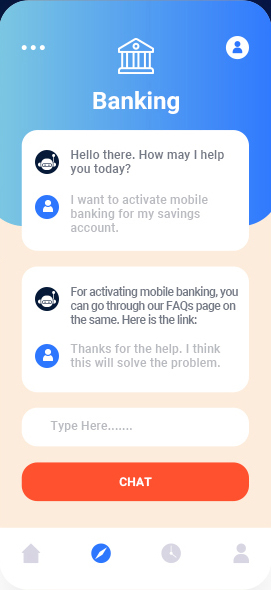 Banking
Hello there. How may I help
you today?
I want to activate mobile
banking for my savings
account.
For activating mobile banking, you
can go through our FAQs page on
the same. Here is the link:
Thanks for the help. I think
this will solve the problem.
Type Here.......
CHAT